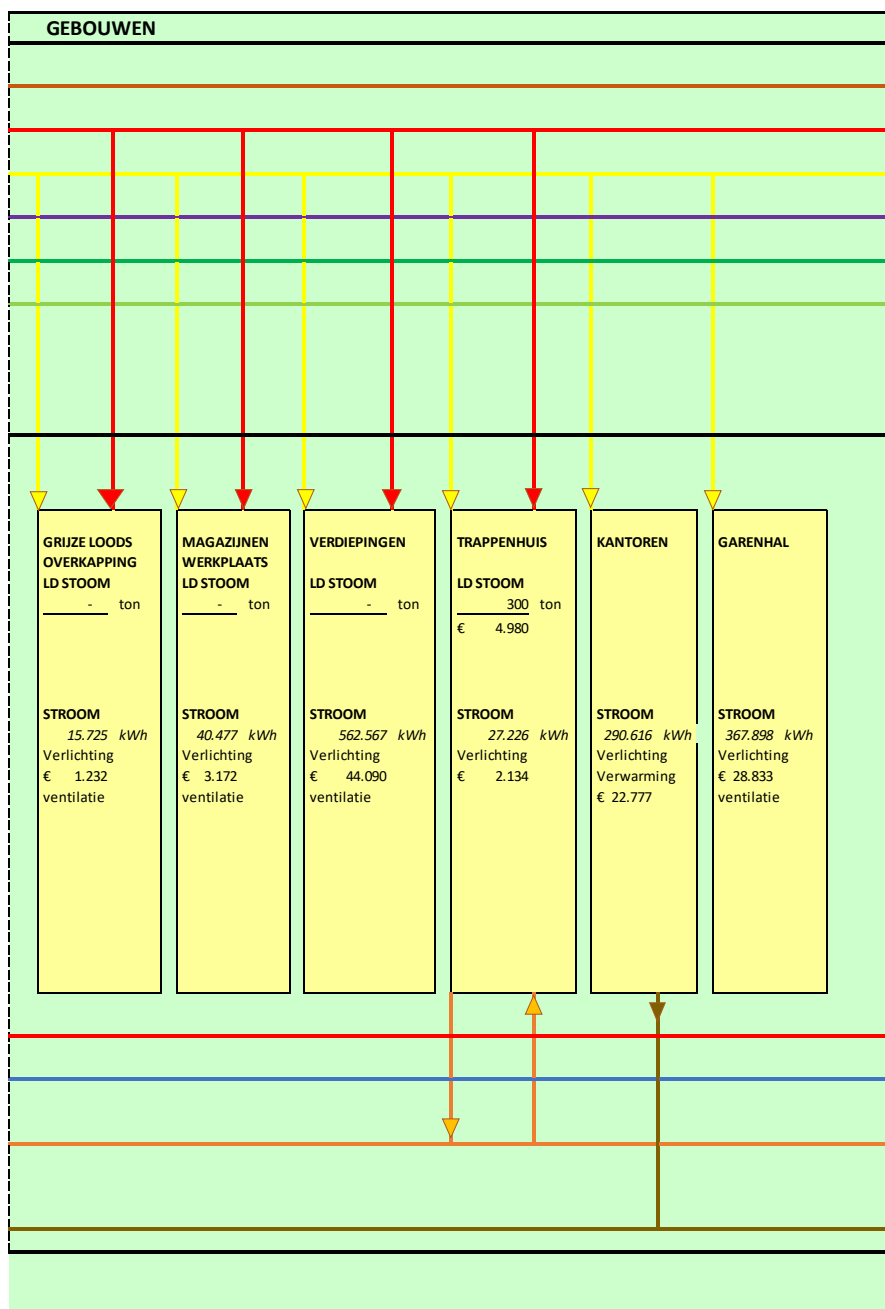 GEBOUWEN
GRIJZE LOODS
OVERKAPPING
LD STOOM
- ton
STROOM
15.725 kWh
Verlichting
€ 1.232
ventilatie
MAGAZIJNEN
WERKPLAATS
LD STOOM
- ton
STROOM
40.477 kWh
Verlichting
€ 3.172
ventilatie
VERDIEPINGEN
LD STOOM
- ton
STROOM
562.567 kWh
Verlichting
€ 44.090
ventilatie
TRAPPENHUIS
LD STOOM
300 ton
€ 4.980
STROOM
27.226 kWh
Verlichting
€ 2.134
KANTOREN
STROOM
290.616 kWh
Verlichting
Verwarming
€ 22.777
GARENHAL
STROOM
367.898 kWh
Verlichting
€ 28.833
ventilatie